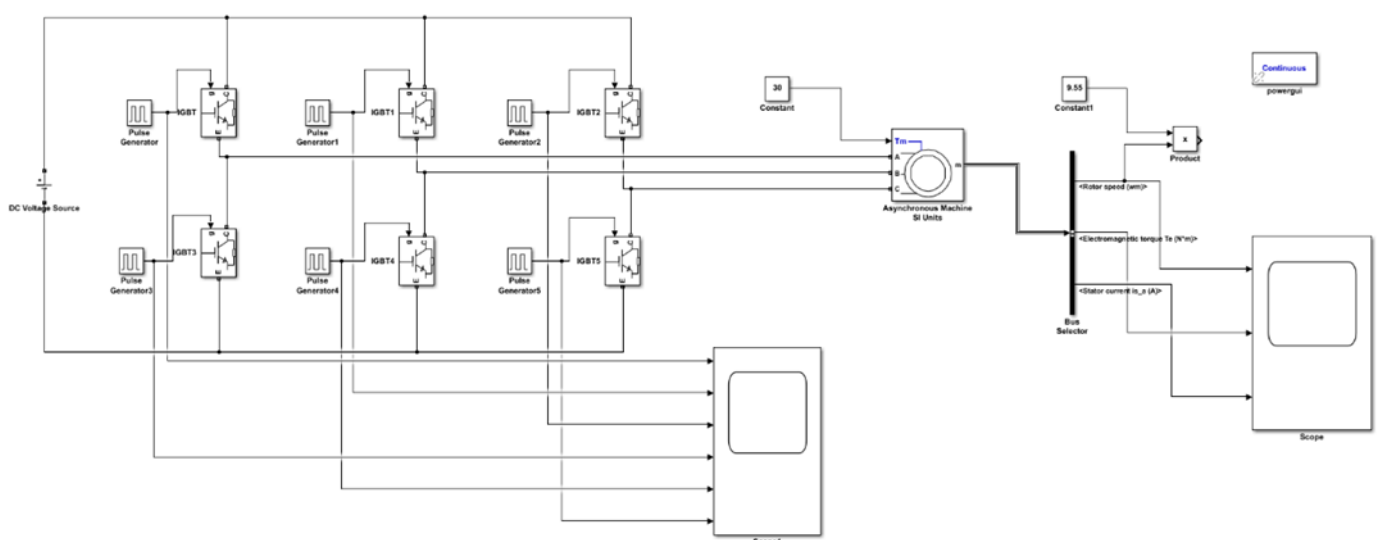 Continuous
powergui
30
Constant
9.55
Constant1
g
C
E
IGBT
Pulse
Generator
g
C
E
IGBT1
Pulse
Generator1
g
C
E
IGBT2
Pulse
Generator2
Tm
A
B
C
m
Asynchronous Machine
SI Units
x
Product
<Rotor speed (wm)>
DC Voltage Source
+
g
C
E
IGBT3
Pulse
Generator3
g
C
E
IGBT4
Pulse
Generator4
g
C
E
IGBT5
Pulse
Generator5
<Electromagnetic torque Te (N*m)>
<Stator current is_a (A)>
Bus
Selector
Scope